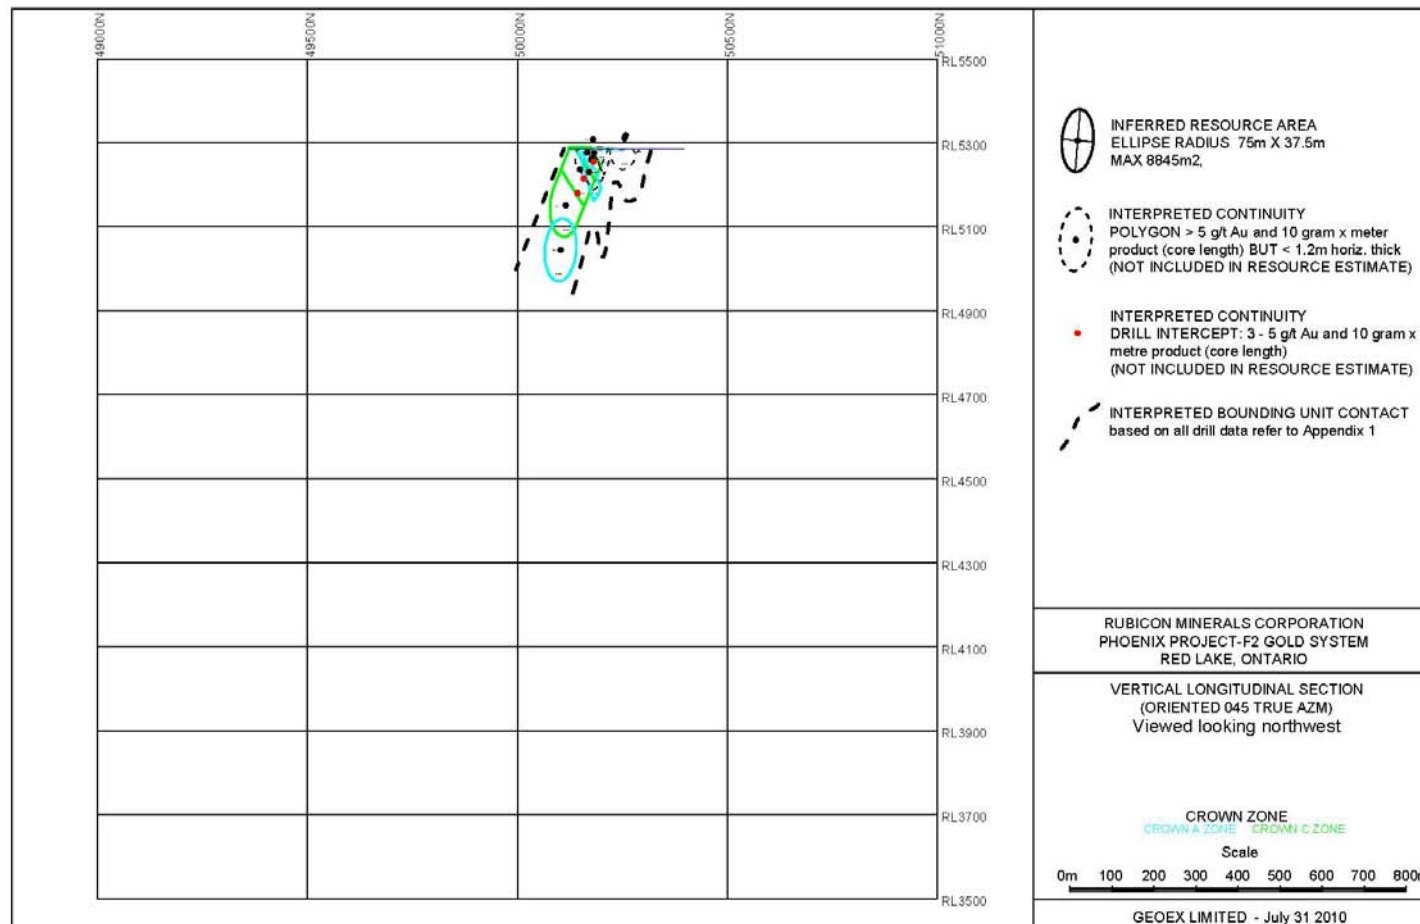 49000N
49500N
50000N
50500N
51000N
RL5500
RL5300
RL5100
RL4900
RL4700
RL4500
RL4300
RL4100
RL3900
RL3700
RL3500
INFERRED RESOURCE AREA
ELLIPSE RADIUS 75m X 37.5m
MAX 8845m2,
INTERPRETED CONTINUITY
POLYGON > 5 g/t Au and 10 gram x meter
product (core length) BUT < 1.2m horiz. thick
(NOT INCLUDED IN RESOURCE ESTIMATE)
INTERPRETED CONTINUITY
DRILL INTERCEPT: 3 - 5 g/t Au and 10 gram x
metre product (core length)
(NOT INCLUDED IN RESOURCE ESTIMATE)
INTERPRETED BOUNDING UNIT CONTACT
based on all drill data refer to Appendix 1
RUBICON MINERALS CORPORATION
PHOENIX PROJECT-F2 GOLD SYSTEM
RED LAKE, ONTARIO
VERTICAL LONGITUDINAL SECTION
(ORIENTED 045 TRUE AZM)
Viewed looking northwest
CROWN ZONE
CROWN A ZONE CROWN C ZONE
Scale
0m 100 200 300 400 500 600 700 800m
GEOEX LIMITED - July 31 2010